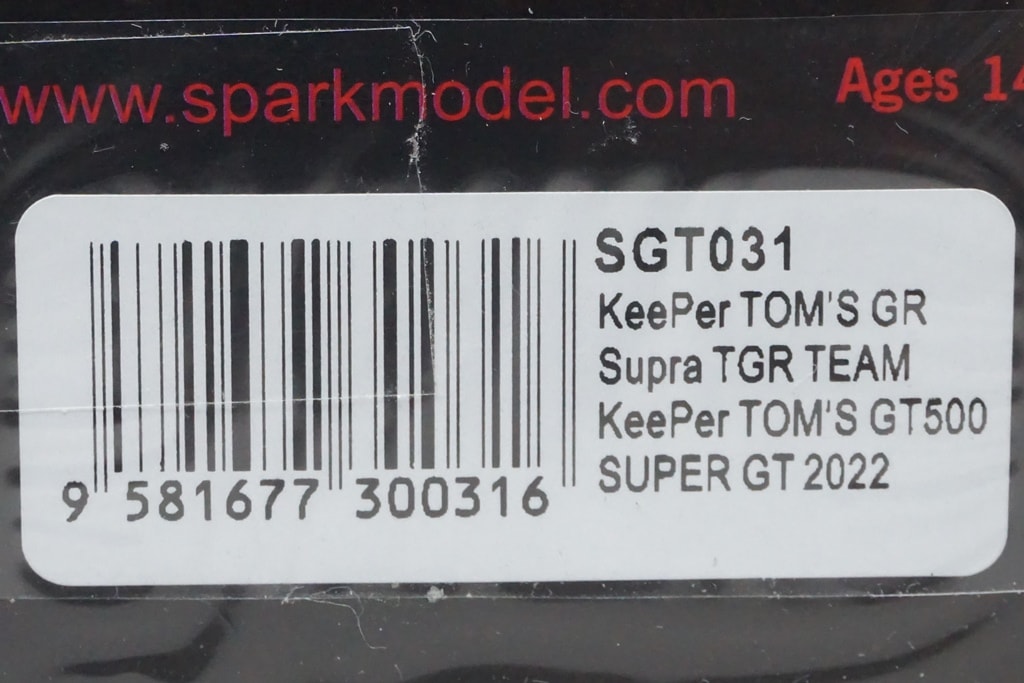 www.sparkmodel.com
Ages 14
SGT031
KeePer TOM'S GR
Supra TGR TEAM
KeePer TOM'S GT500
SUPER GT 2022
9 581677 300316